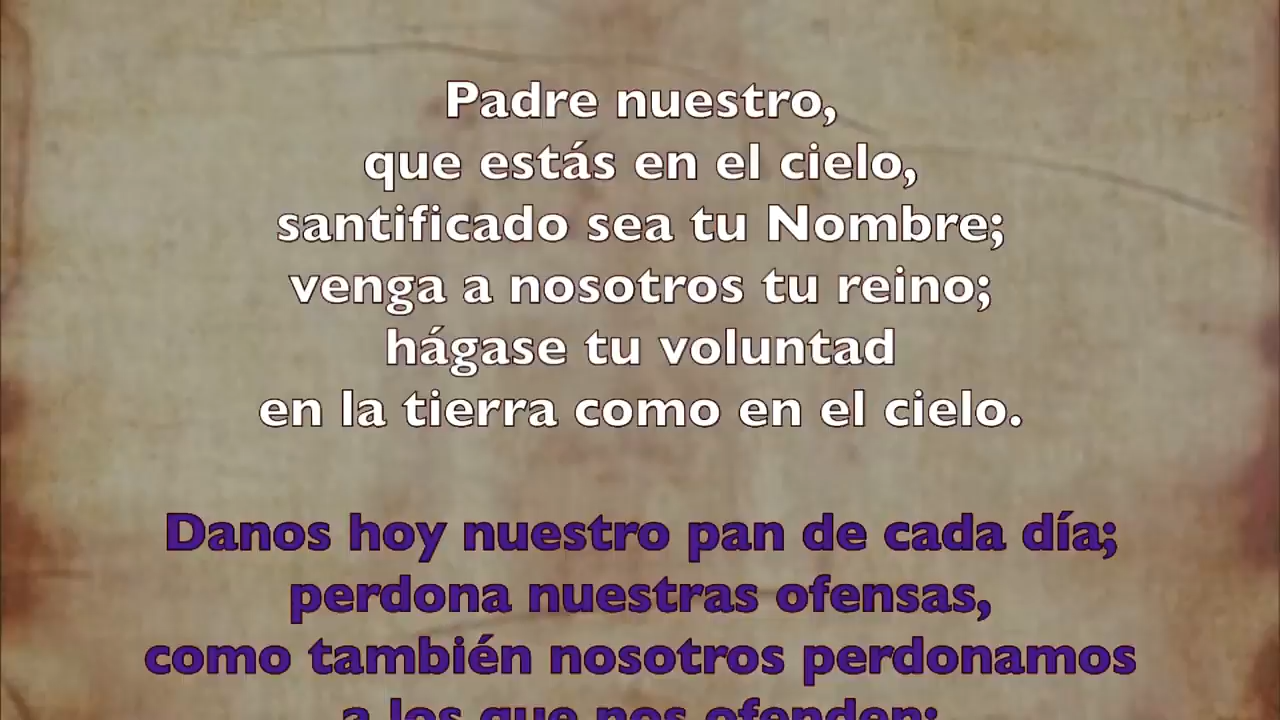 Padre nuestro,
que estás en el cielo,
santificado sea tu Nombre;
venga a nosotros tu reino;
hágase tu voluntad
en la tierra como en el cielo.
Danos hoy nuestro pan de cada día;
perdona nuestras ofensas,
como también nosotros perdonamos
a los que nos ofenden;